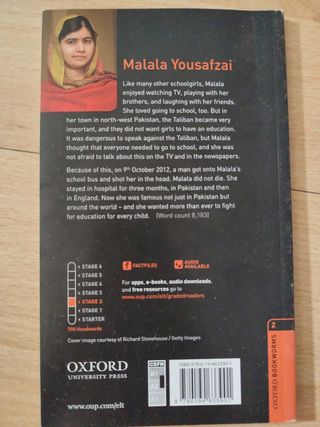 Malala Yousafzai
Like many other schoolgirls, Malala
enjoyed watching TV, playing with her
brothers, and laughing with her friends.
She loved going to school, too. But in
her town in north-west Pakistan, the Taliban became very
important, and they did not want girls to have an education.
It was dangerous to speak against the Taliban, but Malala
thought that everyone needed to go to school, and she was
not afraid to talk about this on the TV and in the newspapers.
Because of this, on 9th October 2012, a man got onto Malala's
school bus and shot her in the head. Malala did not die. She
stayed in hospital for three months, in Pakistan and then
in England. Now she was famous not just in Pakistan but
around the world – and she wanted more than ever to fight
for education for every child. [Word count 8,183]
STAGE 6
STAGE 5
STAGE 4
STAGE 3
STAGE 2
STAGE 1
STARTER
700 Headwords
FACTFILES
AUDIO
AVAILABLE
For apps, e-books, audio downloads,
and free resources go to
www.oup.com/elt/gradedreaders
Cover image courtesy of Richard Stonehouse / Getty Images
OXFORD
UNIVERSITY PRESS
www.oup.com/elt
CEFR
2
OXFORD BOOKWORMS